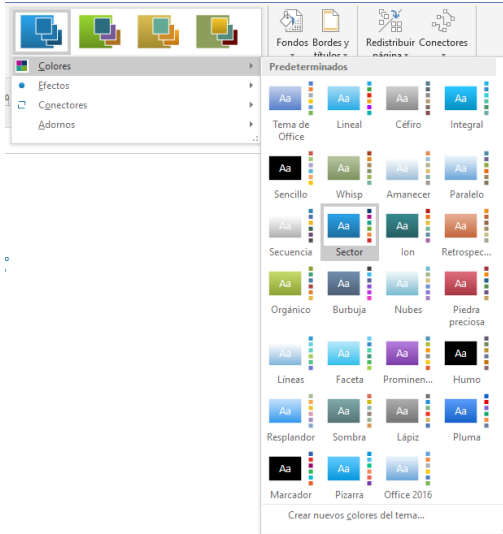 Fondos Bordes y Redistribuir Conectores
títulos página
Colores
Efectos
Conectores
Adornos
Predeterminados
Aa Aa Aa Aa
Tema de Office Lineal Céfiro Integral
Aa Aa Aa Aa
Sencillo Whisp Amanecer Paralelo
Aa Aa Aa Aa
Secuencia Sector Ion Retrospec...
Aa Aa Aa Aa
Orgánico Burbuja Nubes Piedra preciosa
Aa Aa Aa Aa
Líneas Faceta Prominen... Humo
Aa Aa Aa Aa
Resplandor Sombra Lápiz Pluma
Aa Aa Aa
Marcador Pizarra Office 2016
Crear nuevos colores del tema...